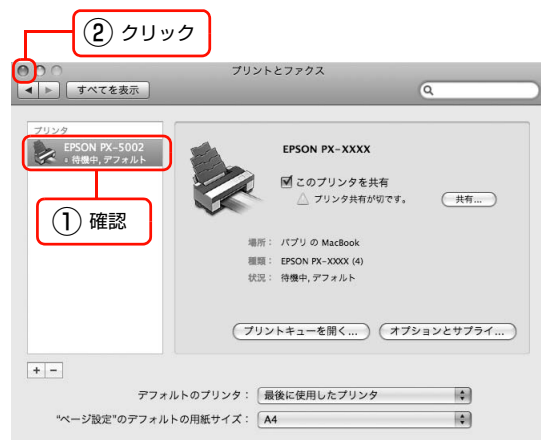 ② クリック
プリントとファクス
すべてを表示
プリンタ
EPSON PX-5002
待機中, デフォルト
① 確認
EPSON PX-XXXX
このプリンタを共有
プリンタ共有が切です。
共有...
場所： パブリ の MacBook
種類： EPSON PX-XXXX (4)
状況： 待機中, デフォルト
プリントキューを開く...
オプションとサプライ...
+ −
デフォルトのプリンタ： 最後に使用したプリンタ
“ページ設定”のデフォルトの用紙サイズ： A4